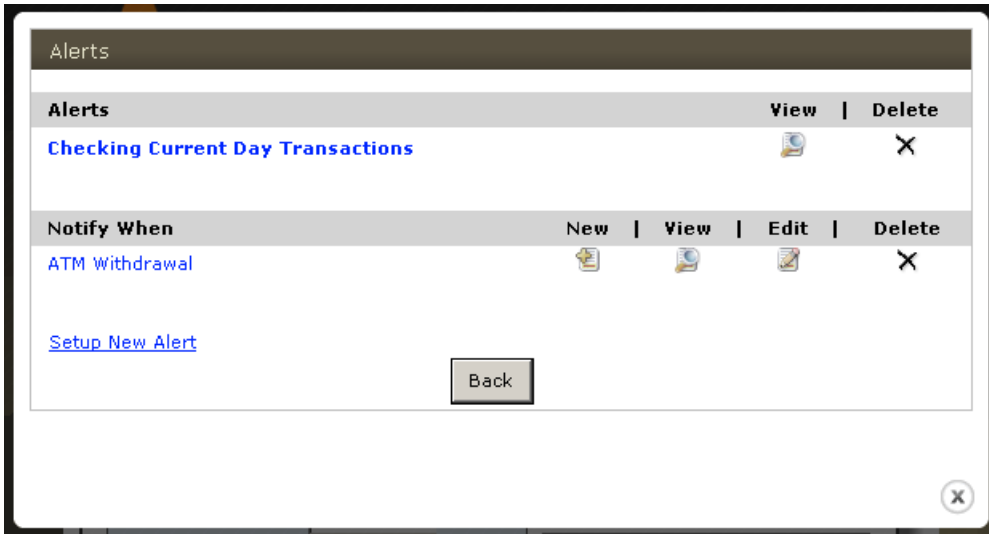 Alerts
Alerts View | Delete
Checking Current Day Transactions
Notify When New | View | Edit | Delete
ATM Withdrawal
Setup New Alert
Back
x